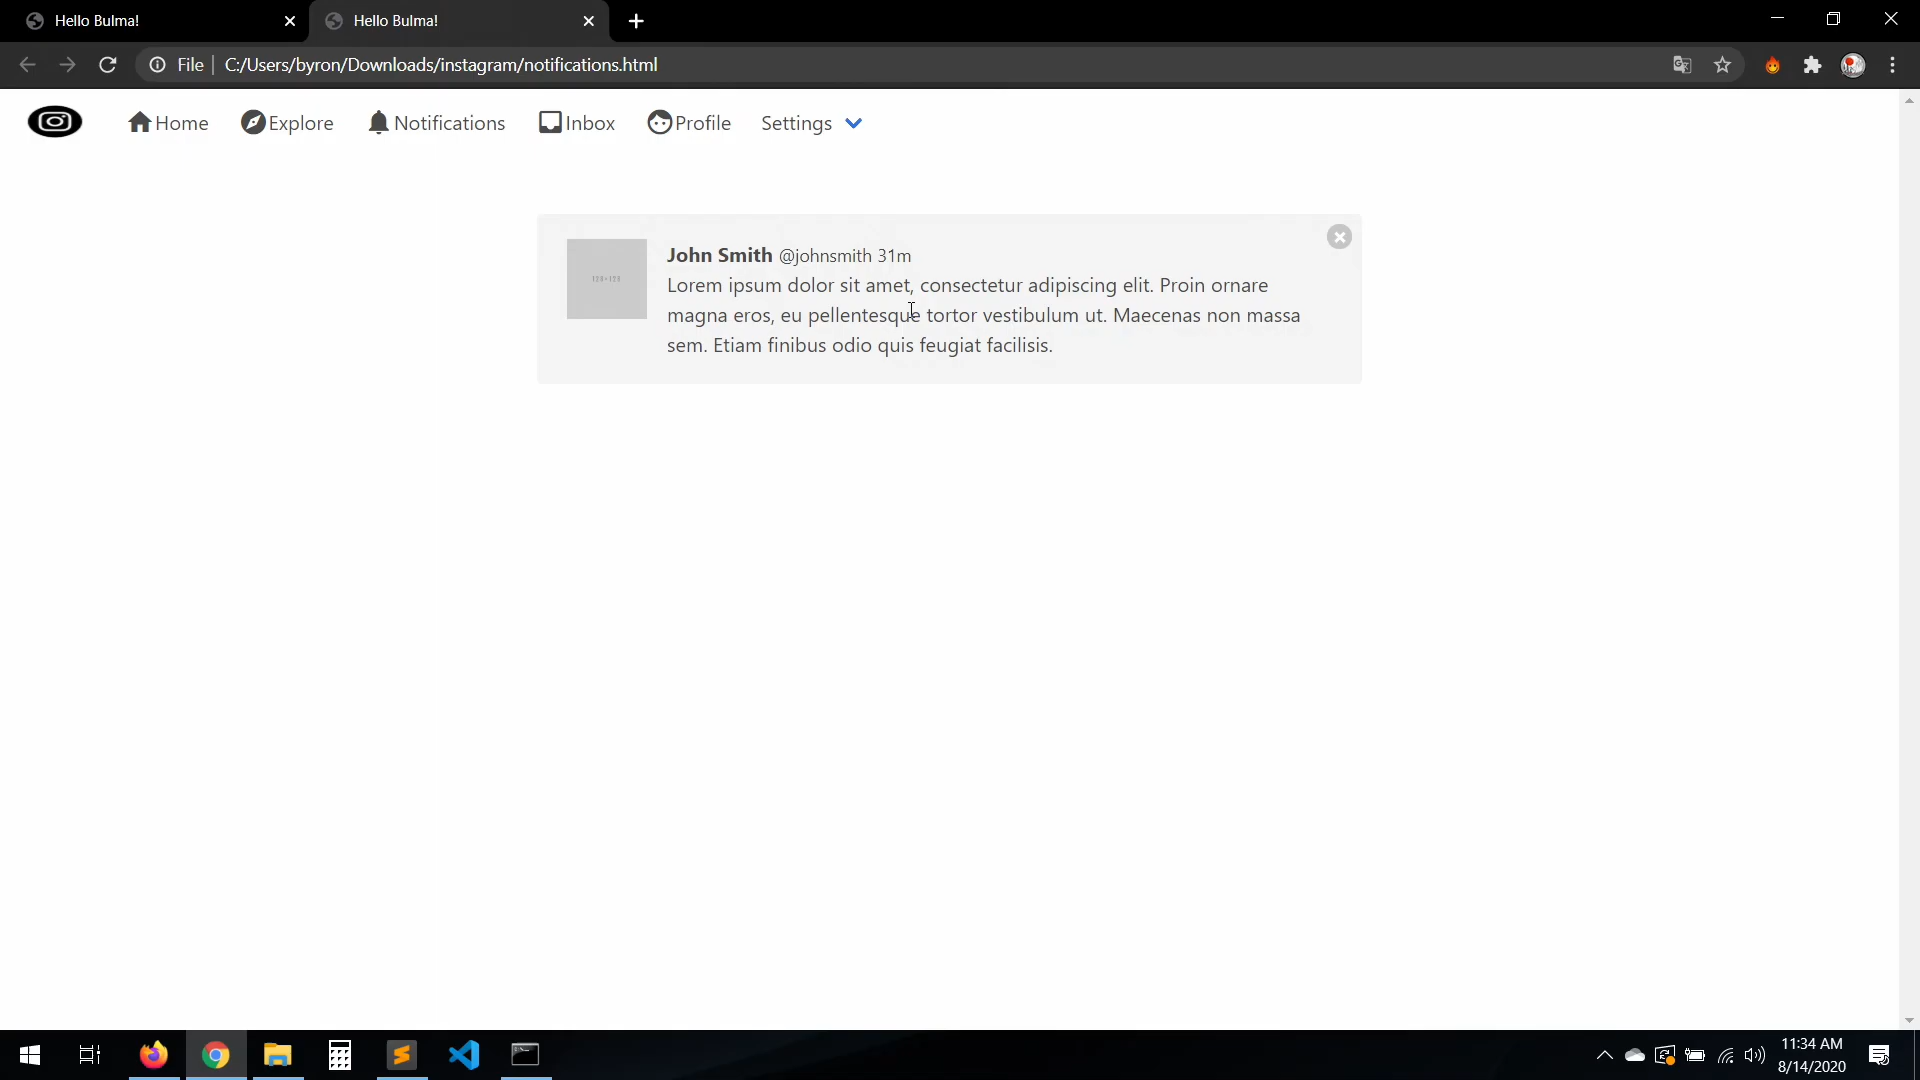 Hello Bulma!
Hello Bulma!
File
C:/Users/byron/Downloads/instagram/notifications.html
Home
Explore
Notifications
Inbox
Profile
Settings
John Smith @johnsmith 31m
Lorem ipsum dolor sit amet, consectetur adipiscing elit. Proin ornare
magna eros, eu pellentesque tortor vestibulum ut. Maecenas non massa
sem. Etiam finibus odio quis feugiat facilisis.
11:34 AM
8/14/2020